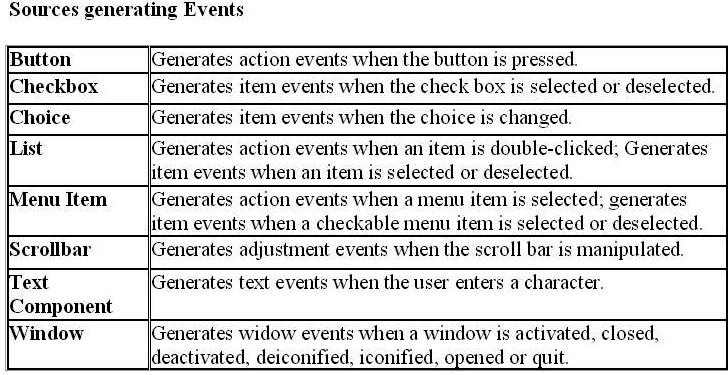 Sources generating Events
Button Generates action events when the button is pressed.
Checkbox Generates item events when the check box is selected or deselected.
Choice Generates item events when the choice is changed.
List Generates action events when an item is double-clicked; Generates
item events when an item is selected or deselected.
Menu Item Generates action events when a menu item is selected; generates
item events when a checkable menu item is selected or deselected.
Scrollbar Generates adjustment events when the scroll bar is manipulated.
Text Generates text events when the user enters a character.
Component
Window Generates widow events when a window is activated, closed,
deactivated, deiconified, iconified, opened or quit.